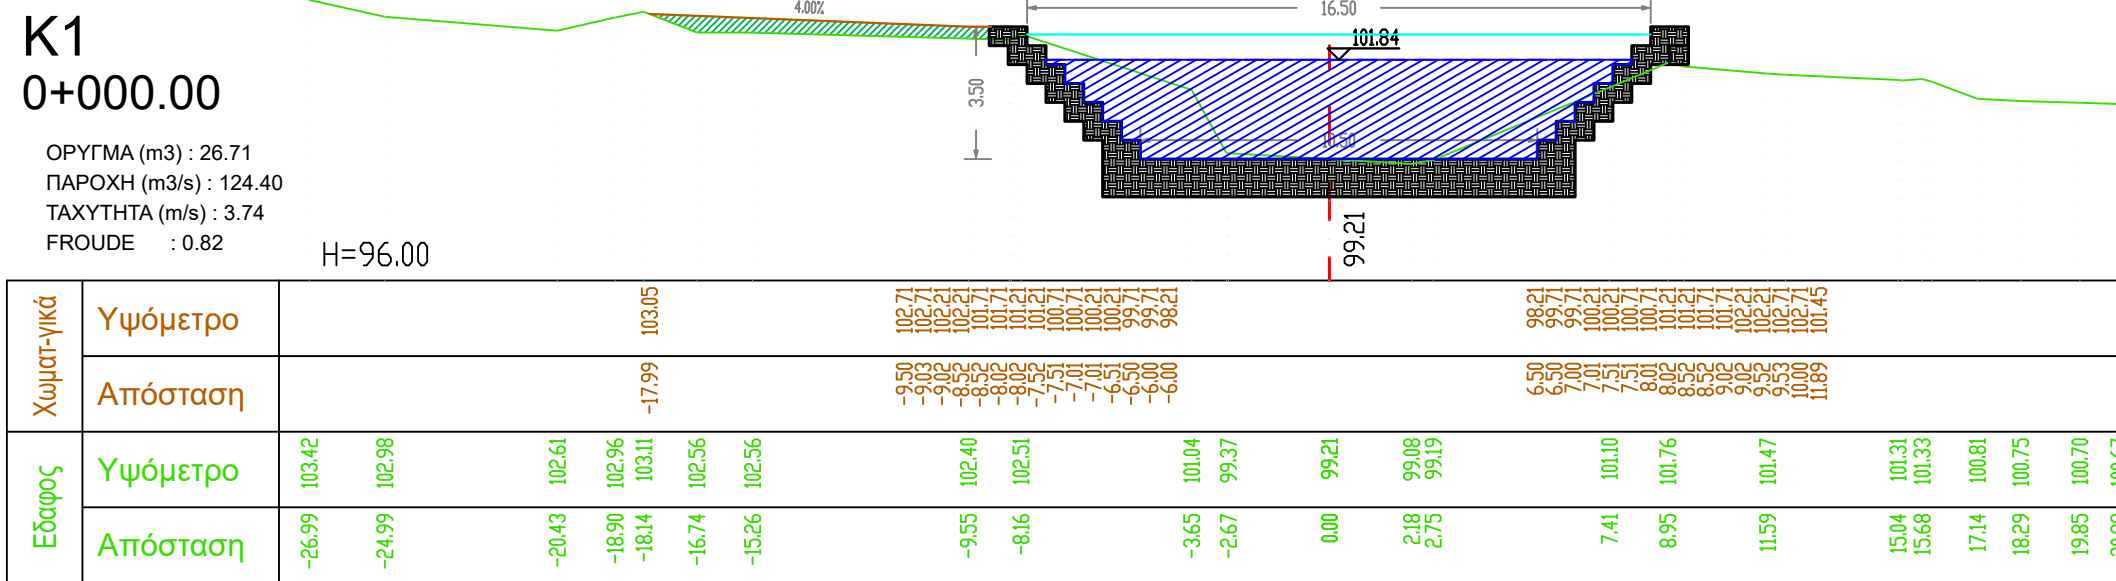 4.00%
16.50
K1
0+000.00
101.84
3.50
10.50
ΟΡΥΓΜΑ (m3) : 26.71
ΠΑΡΟΧΗ (m3/s) : 124.40
ΤΑΧΥΤΗΤΑ (m/s) : 3.74
FROUDE : 0.82
H=96.00
99.21
Χωματ-γικά
Υψόμετρο
103.05 102.71 102.71 102.21 102.21 101.71 101.71 101.21 101.21 100.71 100.71 100.21 100.21 99.71 99.71 98.21 98.21 99.71 99.71 100.21 100.21 100.71 100.71 101.21 101.21 101.71 101.71 102.21 102.21 102.71 102.71 101.45
Απόσταση
-17.99 -9.50 -9.03 -9.02 -8.52 -8.52 -8.02 -8.02 -7.52 -7.51 -7.01 -7.01 -6.51 -6.50 -6.00 -6.00 6.50 6.50 7.00 7.01 7.51 7.51 8.01 8.02 8.52 8.52 9.02 9.02 9.52 9.53 10.00 11.89
Εδαφος
Υψόμετρο
103.42 102.98 102.61 102.96 103.11 102.56 102.56 102.40 102.51 101.04 99.37 99.21 99.08 99.19 101.10 101.76 101.47 101.31 101.33 100.81 100.75 100.70
Απόσταση
-26.99 -24.99 -20.43 -18.90 -18.14 -16.74 -15.26 -9.55 -8.16 -3.65 -2.67 0.00 2.18 2.75 7.41 8.95 11.59 15.04 15.68 17.14 18.29 19.85